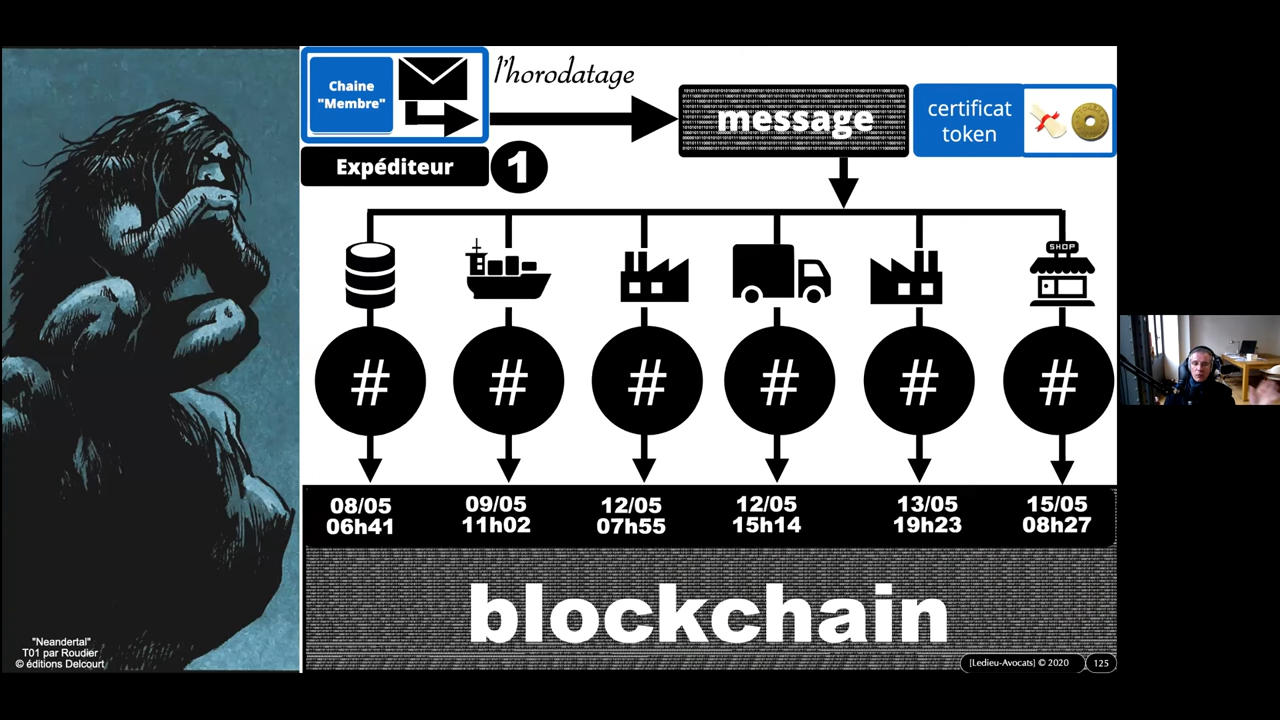 Chaine
"Membre"
l'horodatage
message
certificat
token
Expéditeur
1
SHOP
# # # # # #
08/05 09/05 12/05 12/05 13/05 15/05
06h41 11h02 07h55 15h14 19h23 08h27
blockchain
"Neandertal"
T01 par Roudier
© éditions Delcourt
[Ledieu-Avocats] © 2020 125